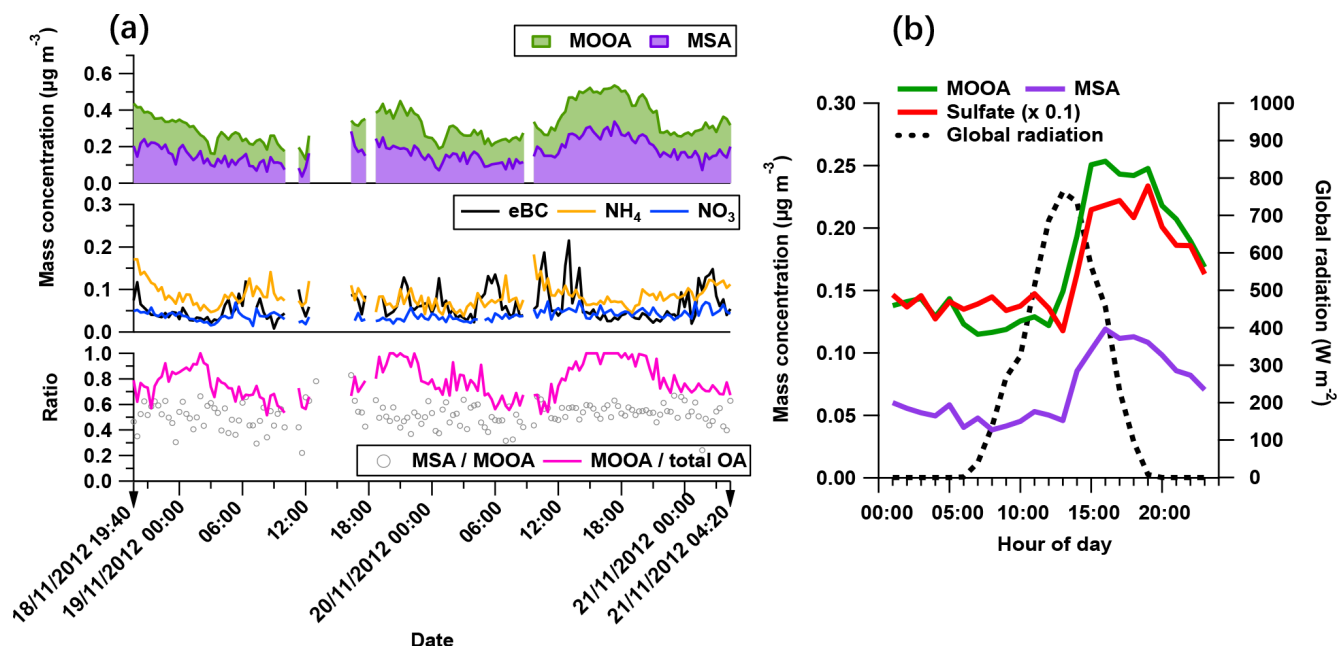 (a)
MOOA MSA
Mass concentration (µg m⁻³)
0.6
0.4
0.2
0.0
eBC NH₄ NO₃
0.3
0.2
0.1
0.0
Ratio
1.0
0.8
0.6
0.4
0.2
0.0
MSA / MOOA MOOA / total OA
18/11/2012 19:40
19/11/2012 00:00
06:00
12:00
18:00
20/11/2012 00:00
06:00
12:00
18:00
21/11/2012 00:00
21/11/2012 04:20
Date
(b)
MOOA MSA
Sulfate (x 0.1)
Global radiation
Mass concentration (µg m⁻³)
0.30
0.25
0.20
0.15
0.10
0.05
0.00
1000
900
800
700
600
500
400
300
200
100
0
Global radiation (W m⁻²)
00:00 05:00 10:00 15:00 20:00
Hour of day